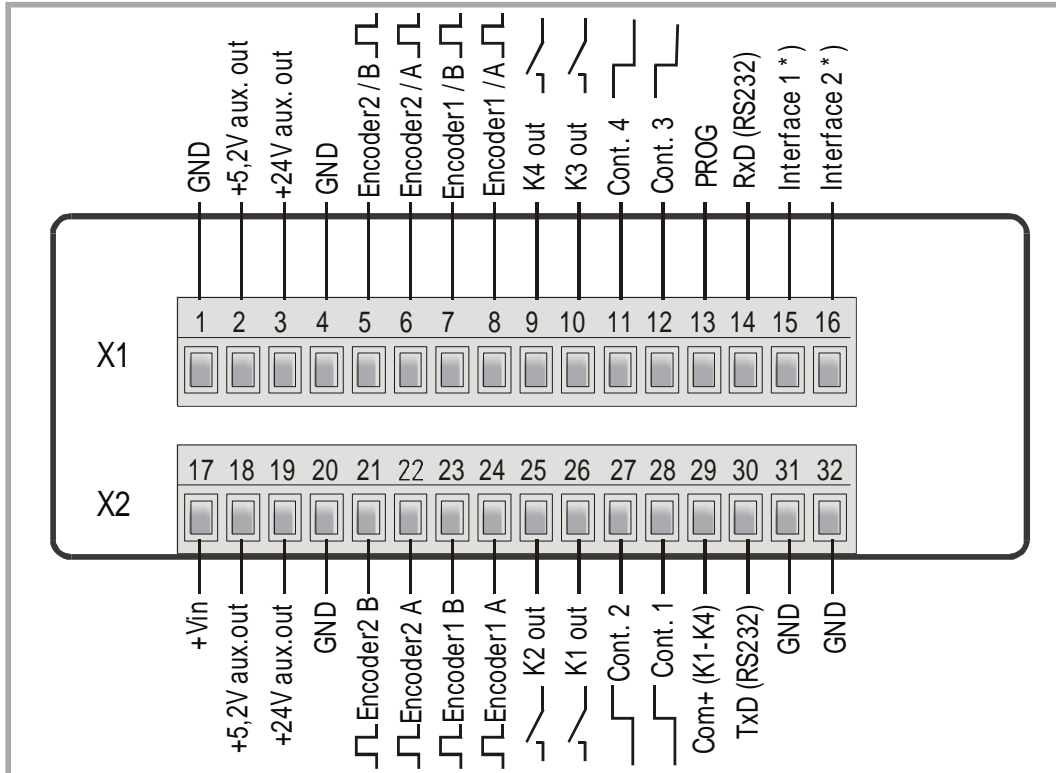 GND
+5,2V aux. out
+24V aux. out
GND
Encoder2 / B
Encoder2 / A
Encoder1 / B
Encoder1 / A
K4 out
K3 out
Cont. 4
Cont. 3
PROG
RxD (RS232)
Interface 1 * )
Interface 2 * )
1 2 3 4 5 6 7 8 9 10 11 12 13 14 15 16
X1
17 18 19 20 21 22 23 24 25 26 27 28 29 30 31 32
X2
+Vin
+5,2V aux.out
+24V aux.out
GND
Encoder2 B
Encoder2 A
Encoder1 B
Encoder1 A
K2 out
K1 out
Cont. 2
Cont. 1
Com+ (K1-K4)
TxD (RS232)
GND
GND